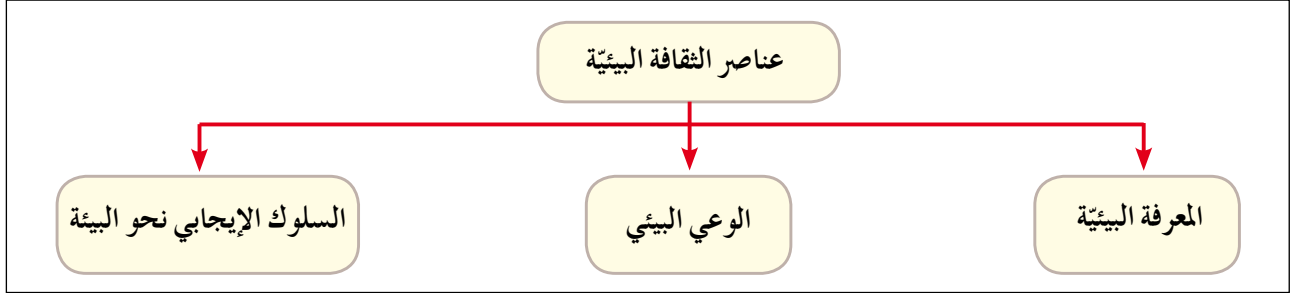 عناصر الثقافة البيئيّة
المعرفة البيئيّة
الوعي البيئي
السلوك الإيجابي نحو البيئة